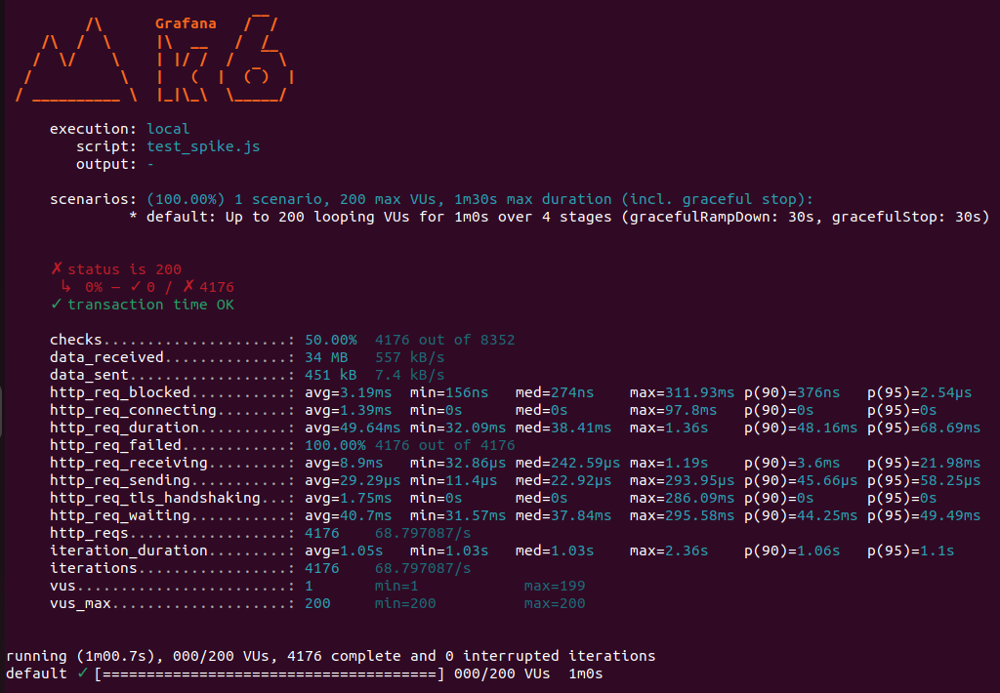 Grafana
execution: local
script: test_spike.js
output: -
scenarios: (100.00%) 1 scenario, 200 max VUs, 1m30s max duration (incl. graceful stop):
* default: Up to 200 looping VUs for 1m0s over 4 stages (gracefulRampDown: 30s, gracefulStop: 30s)
✗ status is 200
↳  0% — ✓ 0 / ✗ 4176
✓ transaction time OK
checks.....................: 50.00%  4176 out of 8352
data_received..............: 34 MB   557 kB/s
data_sent..................: 451 kB  7.4 kB/s
http_req_blocked...........: avg=3.19ms  min=156ns   med=274ns    max=311.93ms p(90)=376ns   p(95)=2.54µs
http_req_connecting........: avg=1.39ms  min=0s      med=0s       max=97.8ms   p(90)=0s      p(95)=0s
http_req_duration..........: avg=49.64ms min=32.09ms med=38.41ms  max=1.36s    p(90)=48.16ms p(95)=68.69ms
http_req_failed............: 100.00% 4176 out of 4176
http_req_receiving.........: avg=8.9ms   min=32.86µs med=242.59µs max=1.19s    p(90)=3.6ms   p(95)=21.98ms
http_req_sending...........: avg=29.29µs min=11.4µs  med=22.92µs  max=293.95µs p(90)=45.66µs p(95)=58.25µs
http_req_tls_handshaking...: avg=1.75ms  min=0s      med=0s       max=286.09ms p(90)=0s      p(95)=0s
http_req_waiting...........: avg=40.7ms  min=31.57ms med=37.84ms  max=295.58ms p(90)=44.25ms p(95)=49.49ms
http_reqs..................: 4176    68.797087/s
iteration_duration.........: avg=1.05s   min=1.03s   med=1.03s    max=2.36s    p(90)=1.06s   p(95)=1.1s
iterations.................: 4176    68.797087/s
vus........................: 1       min=1            max=199
vus_max....................: 200     min=200          max=200
running (1m00.7s), 000/200 VUs, 4176 complete and 0 interrupted iterations
default ✓ [======================================] 000/200 VUs  1m0s